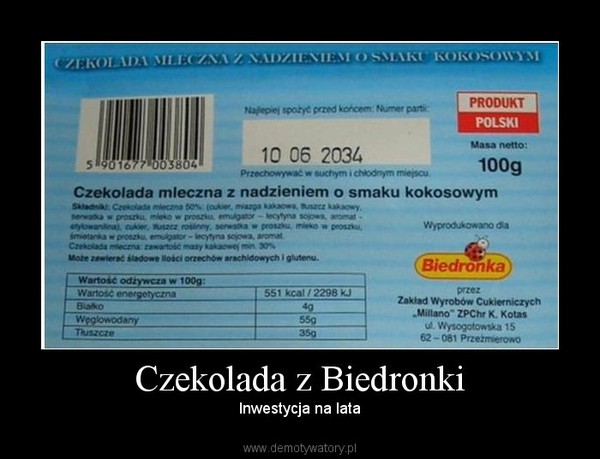 CZEKOLADA MLECZNA Z NADZIENIEM O SMAKU KOKOSOWYM
Najlepiej spożyć przed końcem: Numer partii:
10 06 2034
5 901677 003804
Przechowywać w suchym i chłodnym miejscu.
PRODUKT
POLSKI
Masa netto:
100g
Czekolada mleczna z nadzieniem o smaku kokosowym
Składniki: Czekolada mleczna 50%: (cukier, miazga kakaowa, tłuszcz kakaowy,
serwatka w proszku, mleko w proszku, emulgator – lecytyna sojowa, aromat -
etylowanilina), cukier, tłuszcz roślinny, serwatka w proszku, mleko w proszku,
śmietanka w proszku, emulgator – lecytyna sojowa, aromat.
Czekolada mleczna: zawartość masy kakaowej min. 30%
Może zawierać śladowe ilości orzechów arachidowych i glutenu.
Wartość odżywcza w 100g:
Wartość energetyczna 551 kcal / 2298 kJ
Białko 4g
Węglowodany 55g
Tłuszcze 35g
Wyprodukowano dla
Biedronka
przez
Zakład Wyrobów Cukierniczych
„Millano" ZPChr K. Kotas
ul. Wysogotowska 15
62 – 081 Przeźmierowo
Czekolada z Biedronki
Inwestycja na lata
www.demotywatory.pl